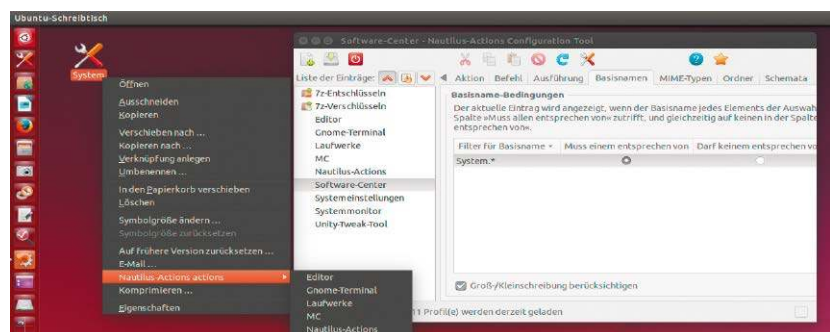 Ubuntu-Schreibtisch
System
Öffnen
Ausschneiden
Kopieren
Verschieben nach ...
Kopieren nach ...
Verknüpfung anlegen
Umbenennen ...
In den Papierkorb verschieben
Löschen
Symbolgröße ändern ...
Symbolgröße zurücksetzen
Auf frühere Version zurücksetzen ...
E-Mail ...
Nautilus-Actions actions
Komprimieren ...
Eigenschaften
Editor
Gnome-Terminal
Laufwerke
MC
Nautilus-Actions
Software-Center - Nautilus-Actions Configuration Tool
Liste der Einträge:
7z-Entschlüsseln
7z-Verschlüsseln
Editor
Gnome-Terminal
Laufwerke
MC
Nautilus-Actions
Software-Center
Systemeinstellungen
Systemmonitor
Unity-Tweak-Tool
Aktion Befehl Ausführung Basisnamen MIME-Typen Ordner Schemata
Basisname-Bedingungen
Der aktuelle Eintrag wird angezeigt, wenn der Basisname jedes Elements der Auswah
Spalte »Muss allen entsprechen von« zutrifft, und gleichzeitig auf keinen in der Spalte
entsprechen von«.
Filter für Basisname Muss einem entsprechen von Darf keinem entsprechen vo
System.*
Groß-/Kleinschreibung berücksichtigen
11 Profil(e) werden derzeit geladen